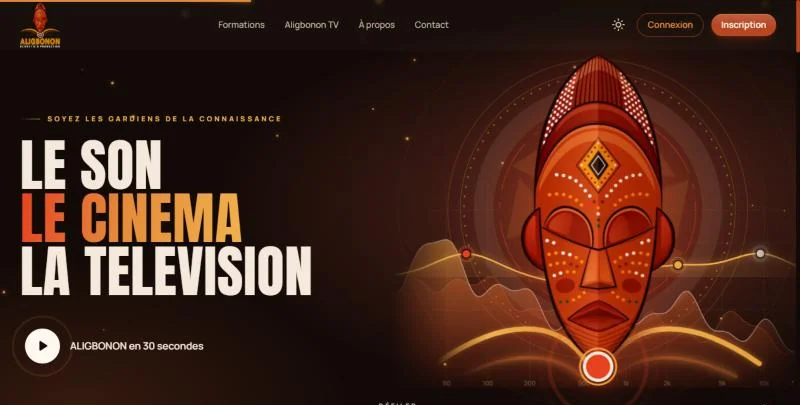 ALIGBONON
Formations
Aligbonon TV
À propos
Contact
Connexion
Inscription
SOYEZ LES GARDIENS DE LA CONNAISSANCE
LE SON
LE CINEMA
LA TELEVISION
ALIGBONON en 30 secondes
50 100 200 1k 2k 5k 10k